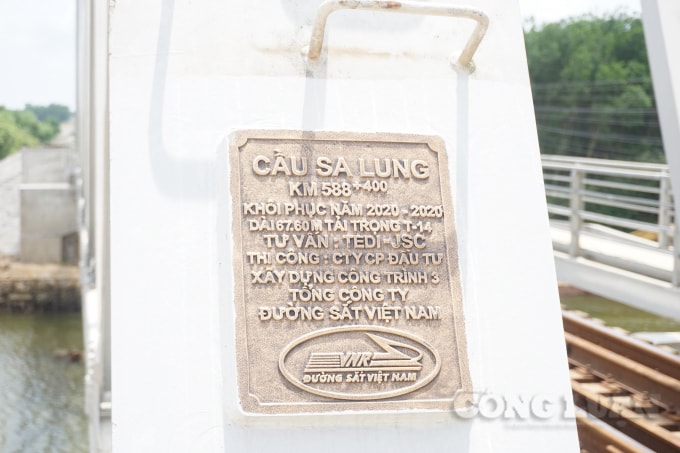 CẦU SA LUNG
KM 588+400
KHÔI PHỤC NĂM 2020 - 2020
DÀI 67.60M TẢI TRỌNG T-14
TƯ VẤN : TEDI -JSC
THI CÔNG : CTY CP ĐẦU TƯ
XÂY DỰNG CÔNG TRÌNH 3
TỔNG CÔNG TY
ĐƯỜNG SẮT VIỆT NAM
VNR
ĐƯỜNG SẮT VIỆT NAM
CÔNG LUẬN